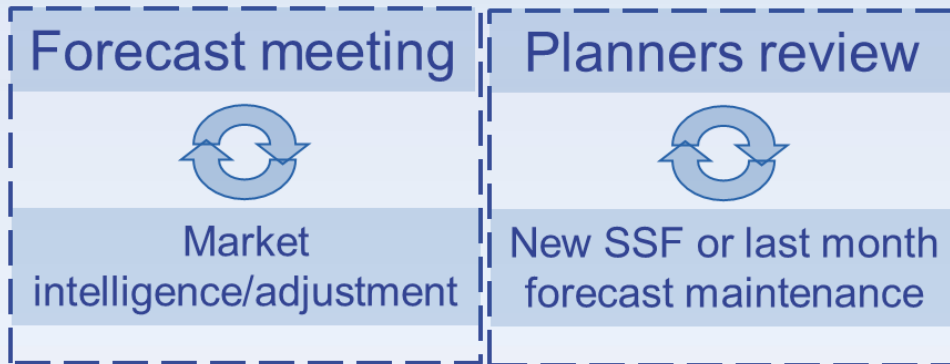 Forecast meeting
Market
intelligence/adjustment
Planners review
New SSF or last month
forecast maintenance